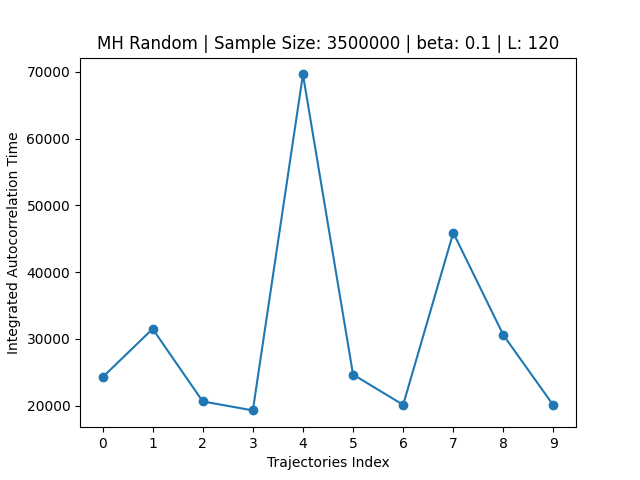 MH Random | Sample Size: 3500000 | beta: 0.1 | L: 120
Integrated Autocorrelation Time
70000
60000
50000
40000
30000
20000
0 1 2 3 4 5 6 7 8 9
Trajectories Index